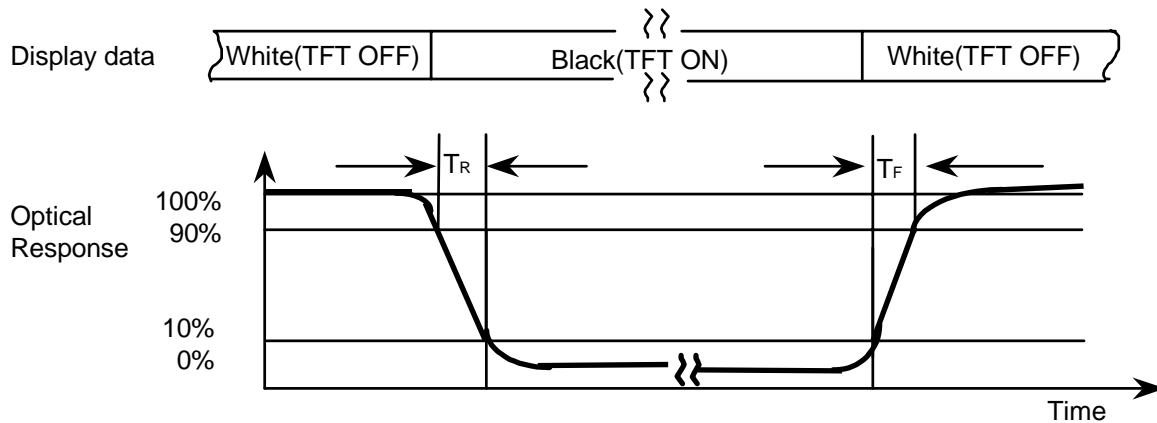 Display data
White(TFT OFF) Black(TFT ON) White(TFT OFF)
TR TF
100%
Optical
Response
90%
10%
0%
Time